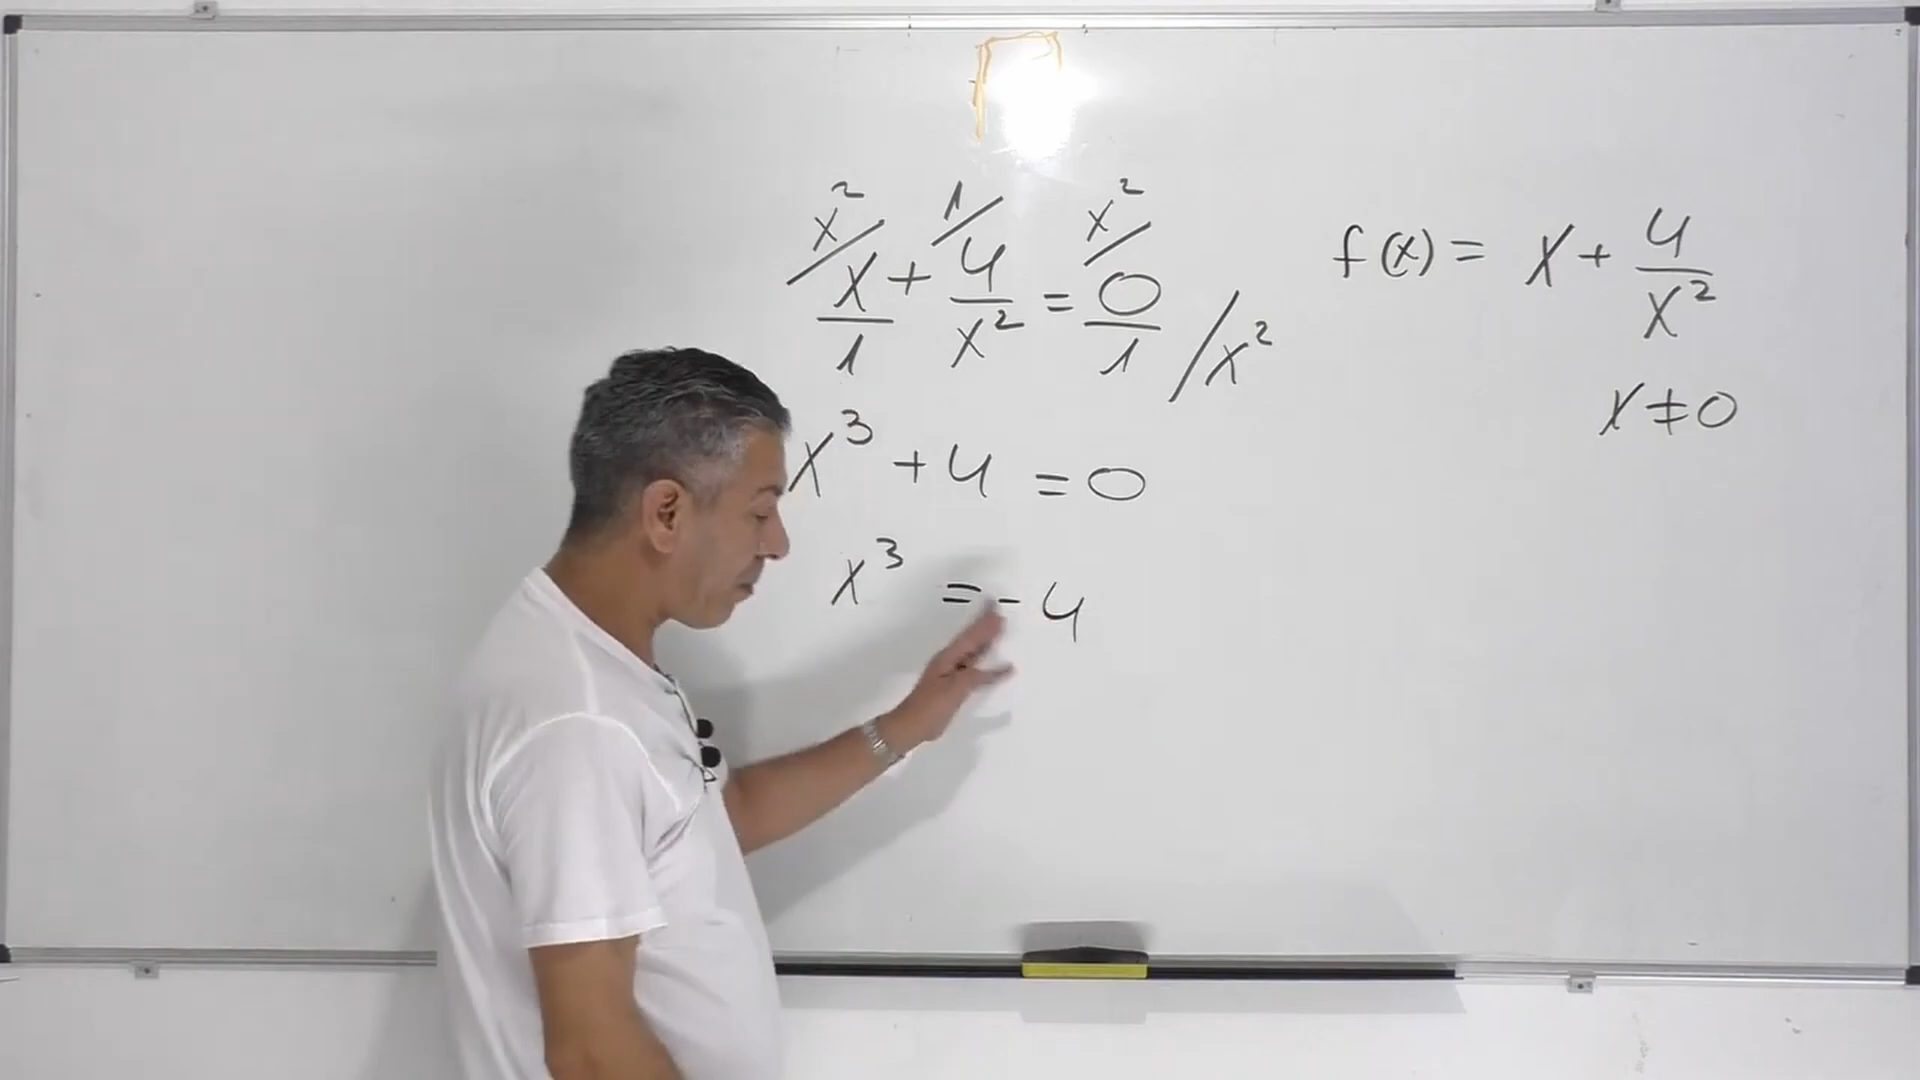 x²/ 1/ x²/
x/1 + 4/x² = 0/1 /x²
x³ + 4 = 0
x³ = - 4
f(x) = x + 4/x²
x ≠ 0